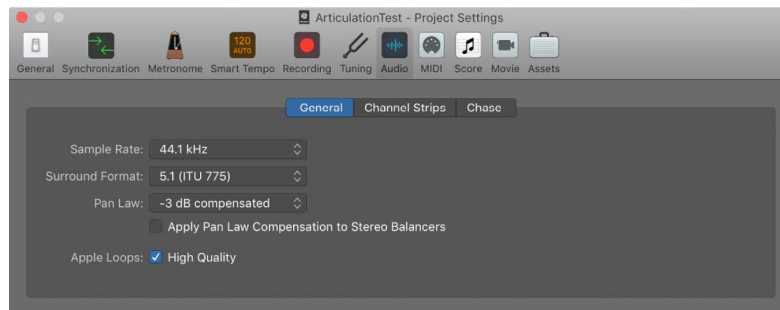 ArticulationTest - Project Settings
120
AUTO
General Synchronization Metronome Smart Tempo Recording Tuning Audio MIDI Score Movie Assets
General Channel Strips Chase
Sample Rate: 44.1 kHz
Surround Format: 5.1 (ITU 775)
Pan Law: -3 dB compensated
Apply Pan Law Compensation to Stereo Balancers
Apple Loops: High Quality